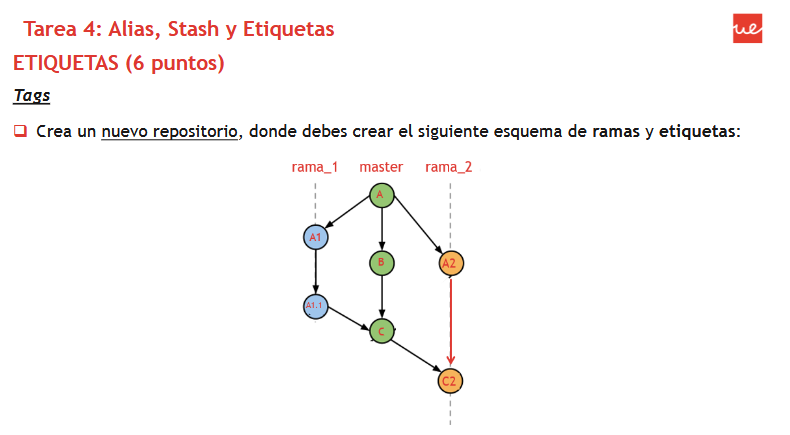 Tarea 4: Alias, Stash y Etiquetas
ue
ETIQUETAS (6 puntos)
Tags
Crea un nuevo repositorio, donde debes crear el siguiente esquema de ramas y etiquetas:
rama_1 master rama_2
A
A1
B
A2
A1.1
C
C2